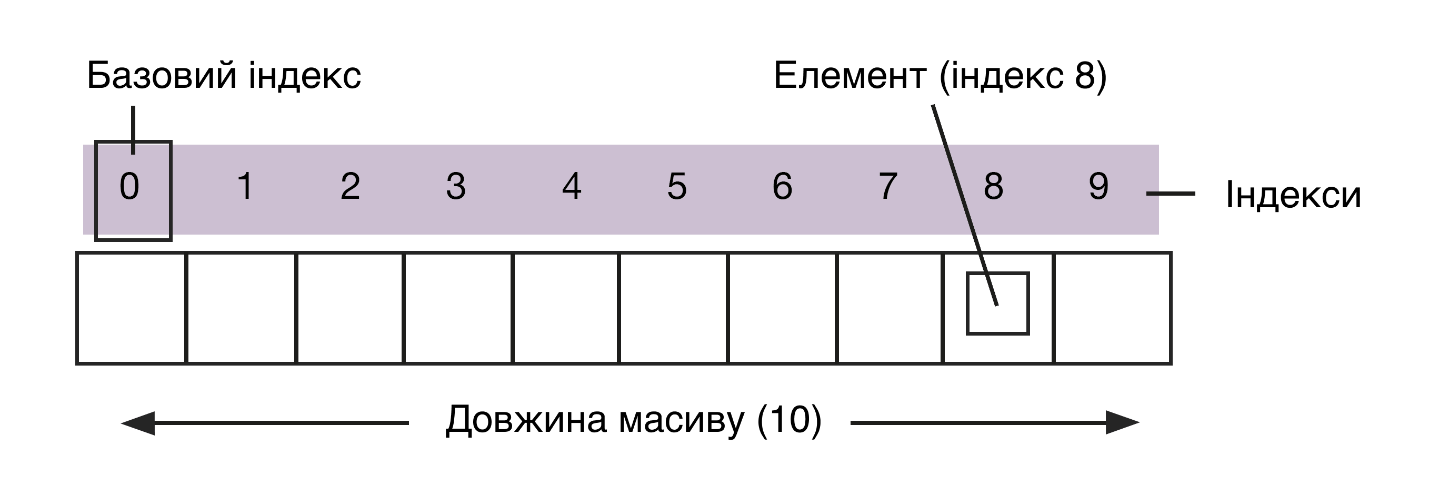 Базовий індекс
Елемент (індекс 8)
0 1 2 3 4 5 6 7 8 9
Індекси
Довжина масиву (10)